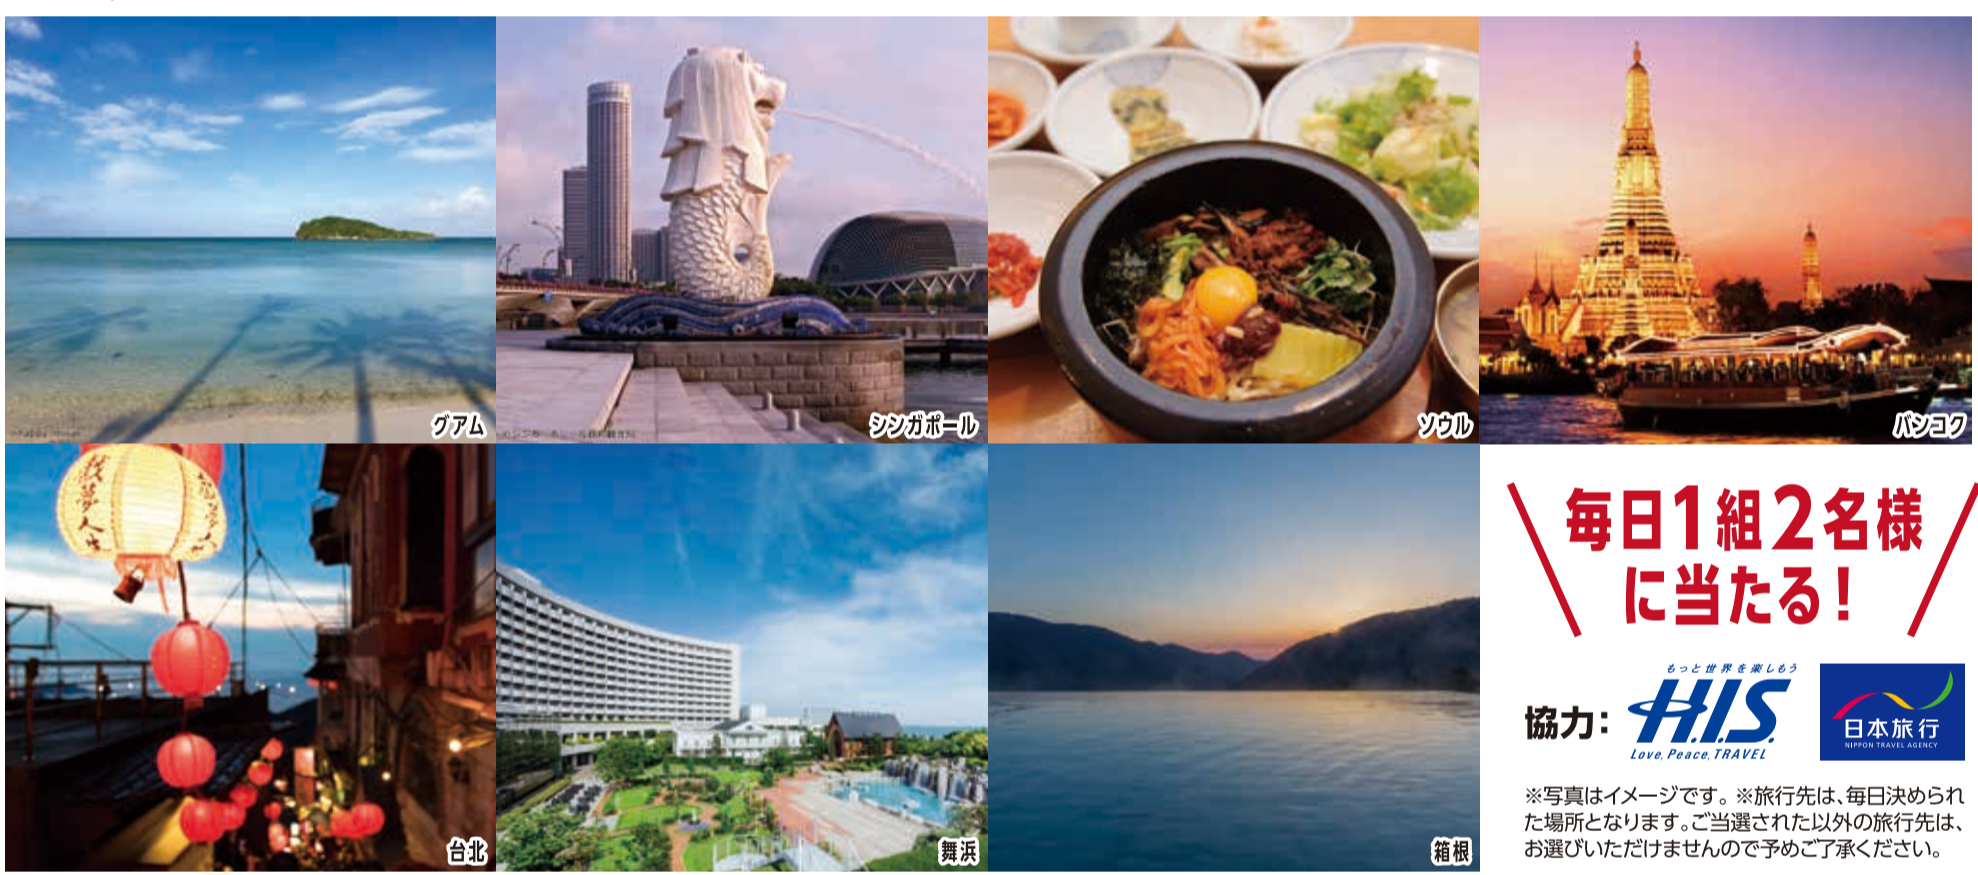 グアム
シンガポール
ソウル
バンコク
台北
舞浜
箱根
毎日1組2名様
に当たる!
協力:
もっと世界を楽しもう
H.I.S.
Love, Peace, TRAVEL
日本旅行
NIPPON TRAVEL AGENCY
※写真はイメージです。※旅行先は、毎日決められ
た場所となります。ご当選された以外の旅行先は、
お選びいただけませんので予めご了承ください。